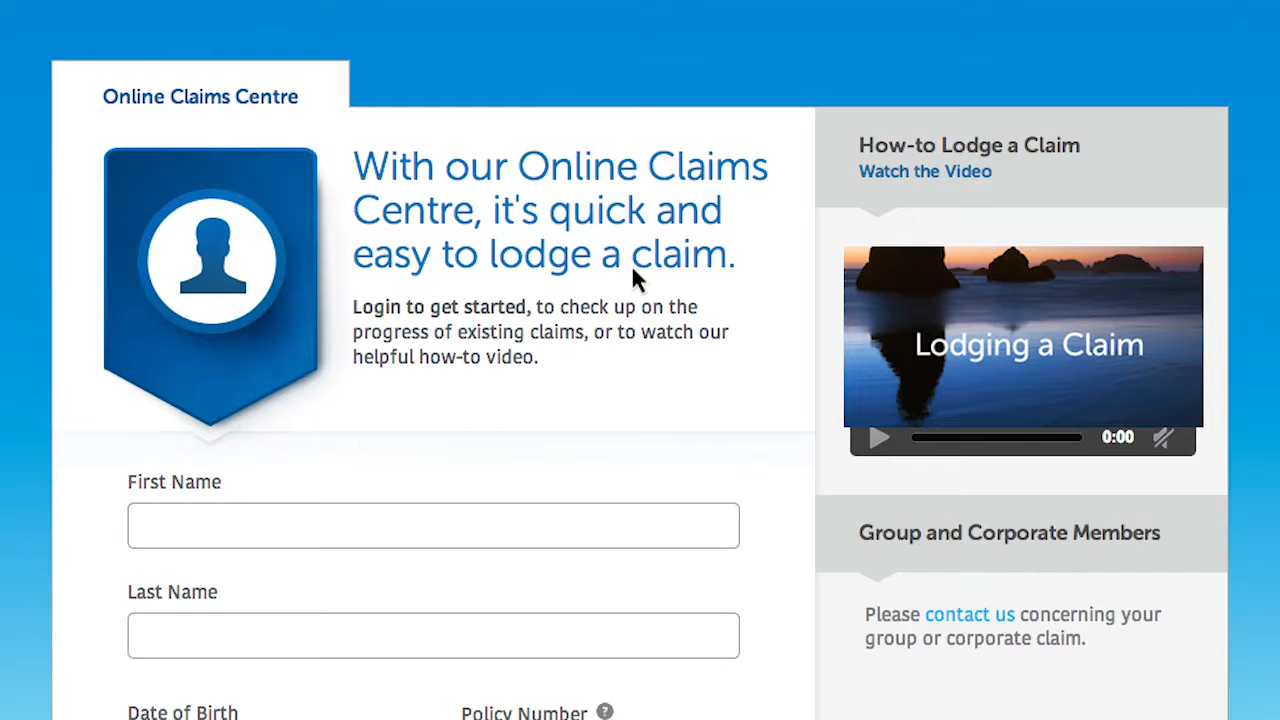 Online Claims Centre
With our Online Claims
Centre, it's quick and
easy to lodge a claim.
Login to get started, to check up on the
progress of existing claims, or to watch our
helpful how-to video.
First Name
Last Name
Date of Birth
Policy Number ?
How-to Lodge a Claim
Watch the Video
Lodging a Claim
0:00
Group and Corporate Members
Please contact us concerning your
group or corporate claim.